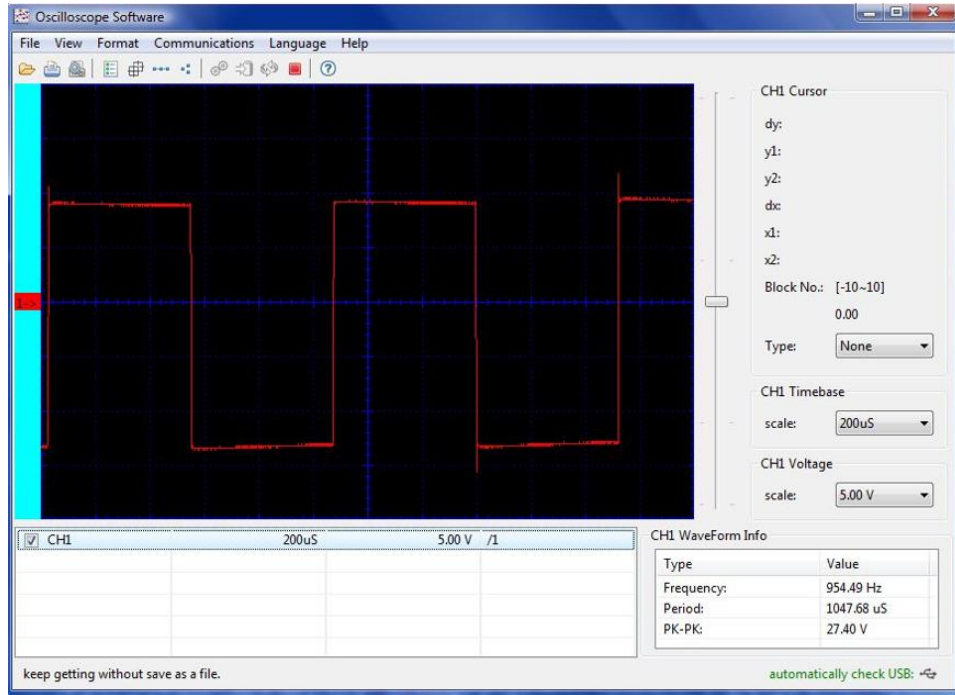 Oscilloscope Software
File View Format Communications Language Help
CH1 Cursor
dy:
y1:
y2:
dx:
x1:
x2:
Block No.: [-10~10]
0.00
Type: None
CH1 Timebase
scale: 200uS
CH1 Voltage
scale: 5.00 V
1->
CH1 200uS 5.00 V /1
CH1 WaveForm Info
Type Value
Frequency: 954.49 Hz
Period: 1047.68 uS
PK-PK: 27.40 V
keep getting without save as a file.
automatically check USB: